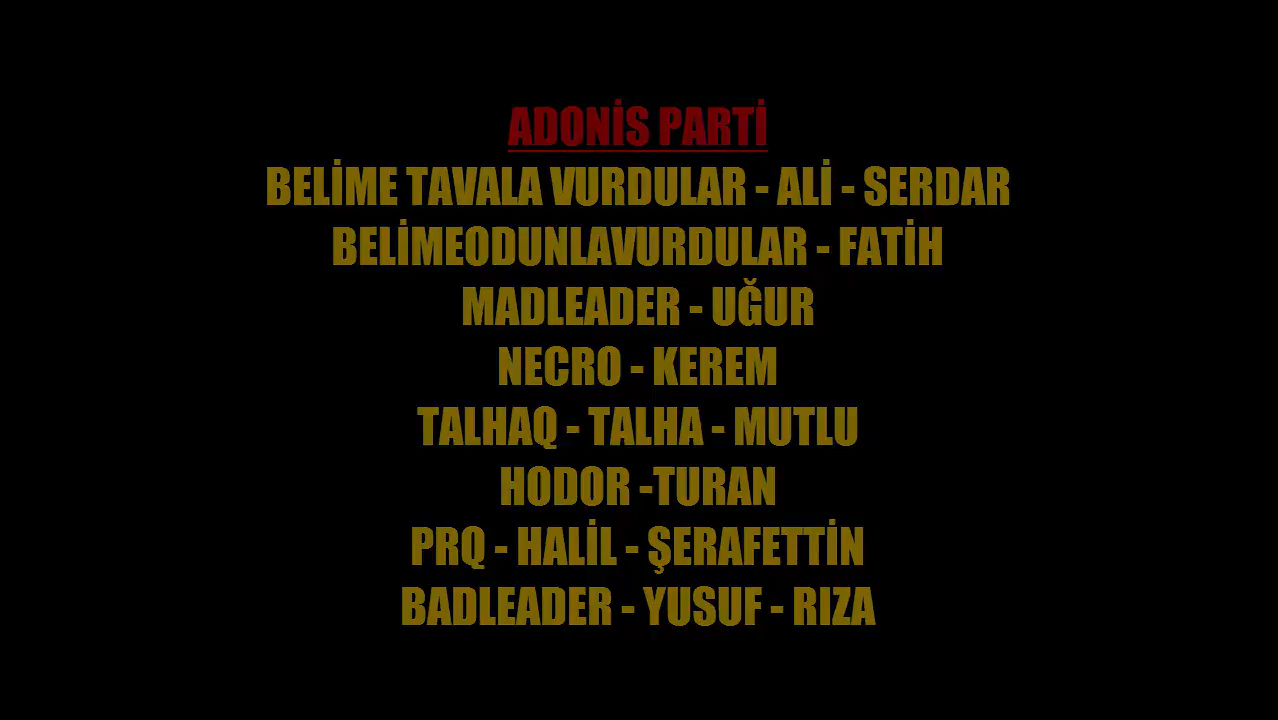 ADONİS PARTİ
BELİME TAVALA VURDULAR - ALİ - SERDAR
BELİMEODUNLAVURDULAR - FATİH
MADLEADER - UĞUR
NECRO - KEREM
TALHAQ - TALHA - MUTLU
HODOR -TURAN
PRQ - HALİL - ŞERAFETTİN
BADLEADER - YUSUF - RIZA